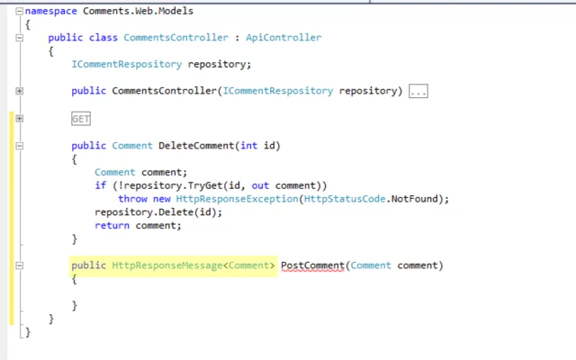 namespace Comments.Web.Models
{
public class CommentsController : ApiController
{
ICommentRespository repository;
public CommentsController(ICommentRespository repository) ...
GET
public Comment DeleteComment(int id)
{
Comment comment;
if (!repository.TryGet(id, out comment))
throw new HttpResponseException(HttpStatusCode.NotFound);
repository.Delete(id);
return comment;
}
public HttpResponseMessage<Comment> PostComment(Comment comment)
{
}
}
}